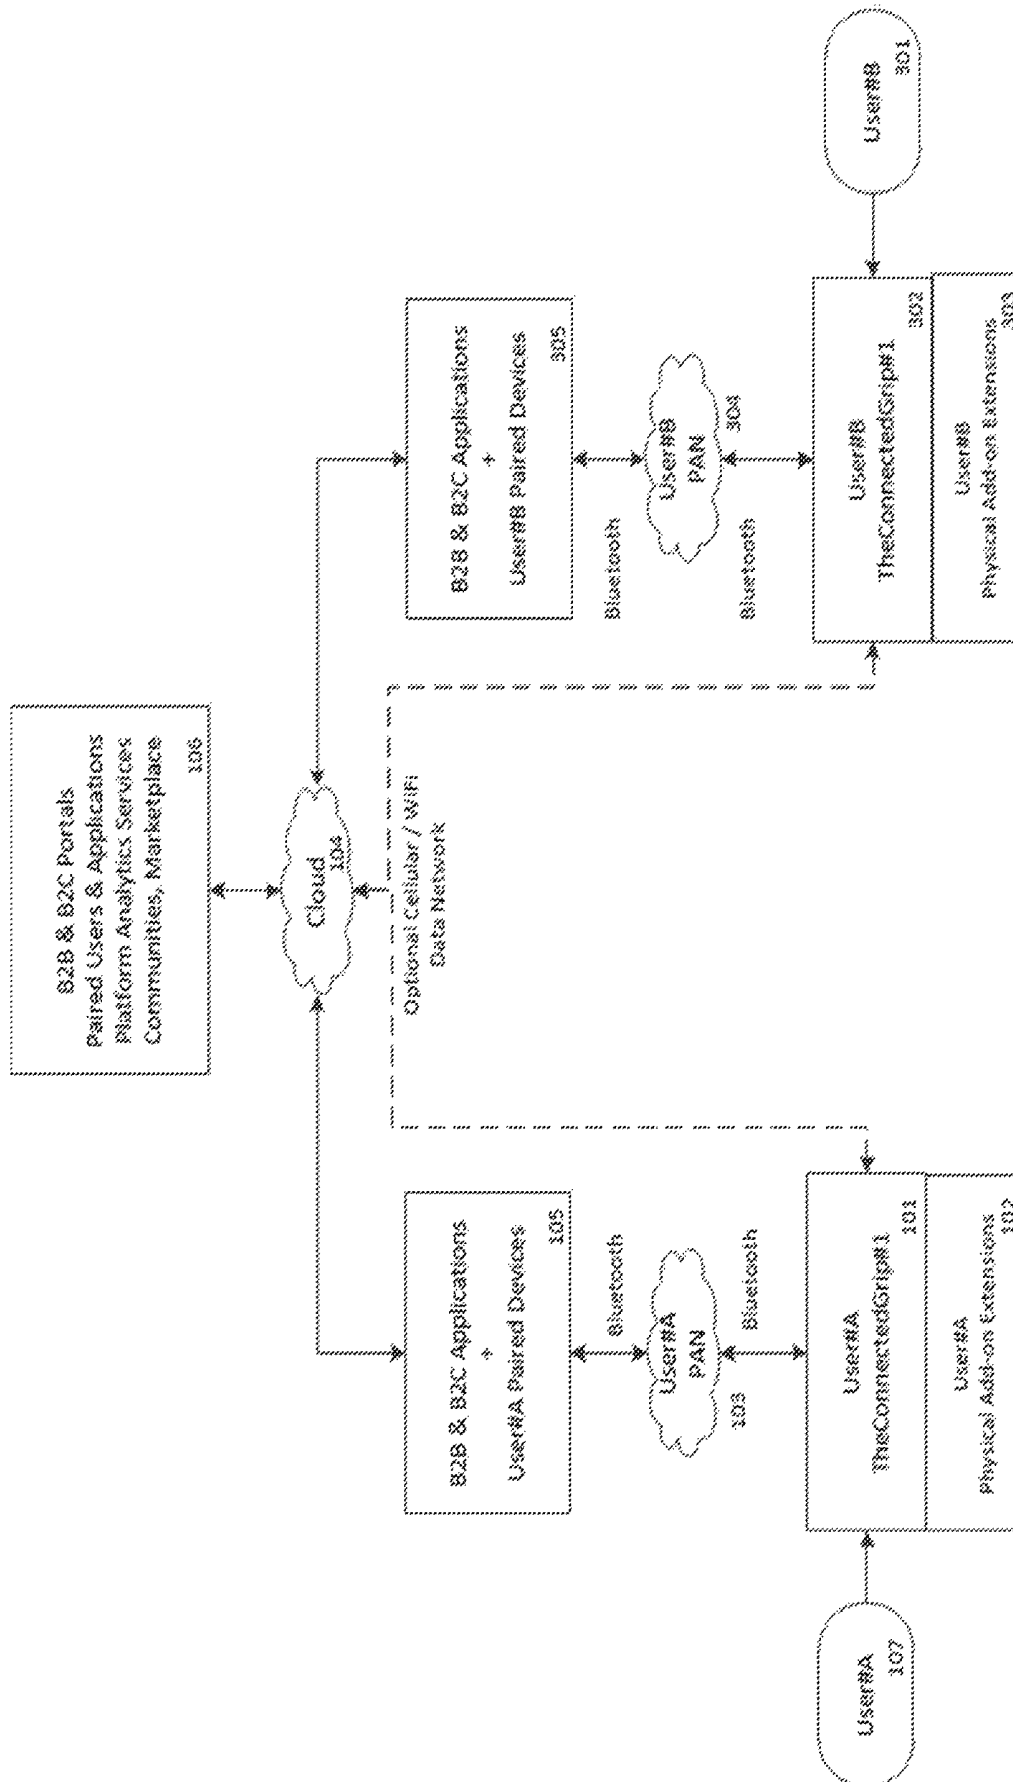 B2B & B2C Portals
Paired Users & Applications
Platform Analytics Services
Communities, Marketplace
106
Cloud
104
Optional Cellular / WiFi
Data Network
B2B & B2C Applications
+
User#A Paired Devices
105
Bluetooth
User#A
PAN
103
Bluetooth
User#A
TheConnectedGrip#1
101
User#A
Physical Add-on Extensions
102
User#A
107
B2B & B2C Applications
+
User#B Paired Devices
305
Bluetooth
User#B
PAN
304
Bluetooth
User#B
TheConnectedGrip#1
302
User#B
Physical Add-on Extensions
303
User#B
301